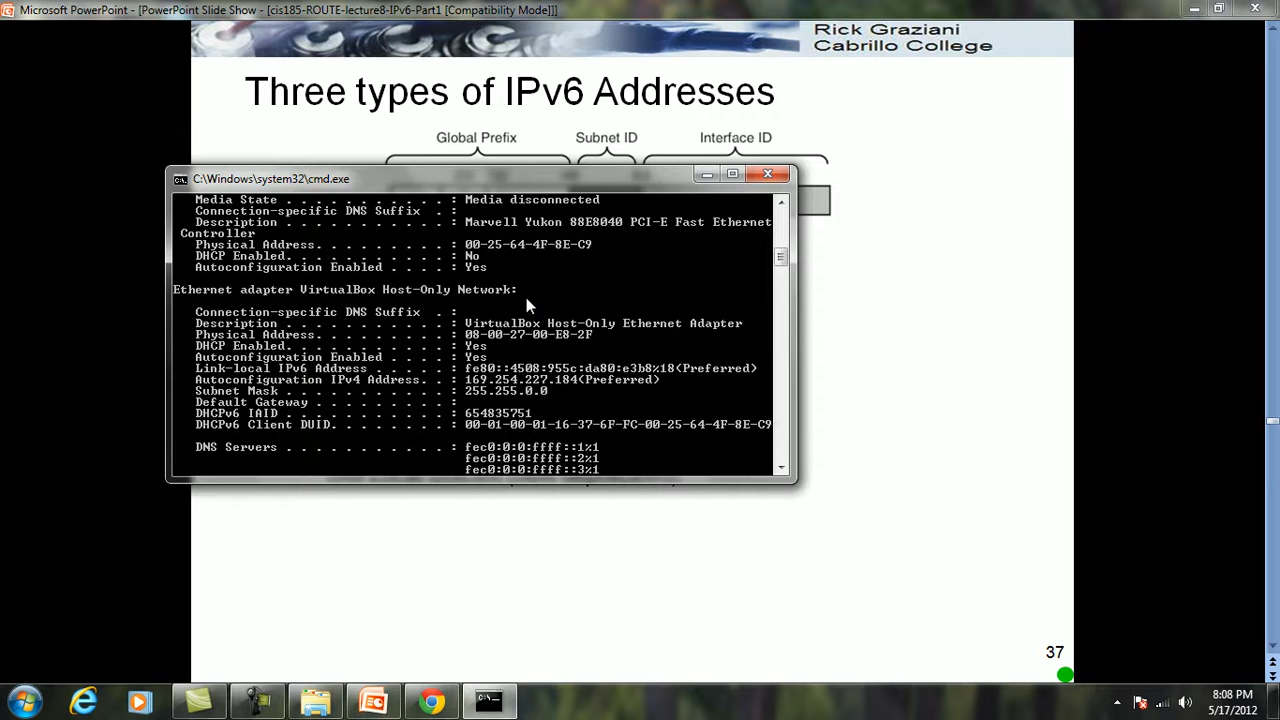 Microsoft PowerPoint - [PowerPoint Slide Show - [cis185-ROUTE-lecture8-IPv6-Part1 [Compatibility Mode]]]
Rick Graziani
Cabrillo College
Three types of IPv6 Addresses
Global Prefix Subnet ID Interface ID
C:\Windows\system32\cmd.exe
Media State . . . . . . . . . . . : Media disconnected
Connection-specific DNS Suffix . :
Description . . . . . . . . . . . : Marvell Yukon 88E8040 PCI-E Fast Ethernet
Controller
Physical Address. . . . . . . . . : 00-25-64-4F-8E-C9
DHCP Enabled. . . . . . . . . . . : No
Autoconfiguration Enabled . . . . : Yes
Ethernet adapter VirtualBox Host-Only Network:
Connection-specific DNS Suffix . :
Description . . . . . . . . . . . : VirtualBox Host-Only Ethernet Adapter
Physical Address. . . . . . . . . : 08-00-27-00-E8-2F
DHCP Enabled. . . . . . . . . . . : Yes
Autoconfiguration Enabled . . . . : Yes
Link-local IPv6 Address . . . . . : fe80::4508:955c:da80:e3b8%18(Preferred)
Autoconfiguration IPv4 Address. . : 169.254.227.184(Preferred)
Subnet Mask . . . . . . . . . . . : 255.255.0.0
Default Gateway . . . . . . . . . :
DHCPv6 IAID . . . . . . . . . . . : 654835751
DHCPv6 Client DUID. . . . . . . . : 00-01-00-01-16-37-6F-FC-00-25-64-4F-8E-C9
DNS Servers . . . . . . . . . . . : fec0:0:0:ffff::1%1
fec0:0:0:ffff::2%1
fec0:0:0:ffff::3%1
37
8:08 PM
5/17/2012